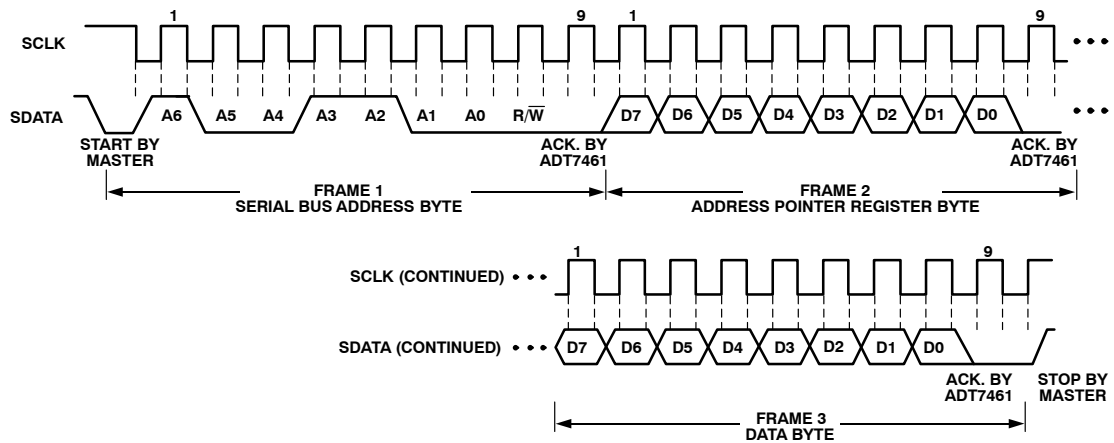 1 9 1 9
SCLK
SDATA A6 A5 A4 A3 A2 A1 A0 R/W̅ D7 D6 D5 D4 D3 D2 D1 D0
START BY
MASTER
ACK. BY
ADT7461
ACK. BY
ADT7461
FRAME 1
SERIAL BUS ADDRESS BYTE
FRAME 2
ADDRESS POINTER REGISTER BYTE
1 9
SCLK (CONTINUED)
SDATA (CONTINUED) D7 D6 D5 D4 D3 D2 D1 D0
ACK. BY
ADT7461
STOP BY
MASTER
FRAME 3
DATA BYTE